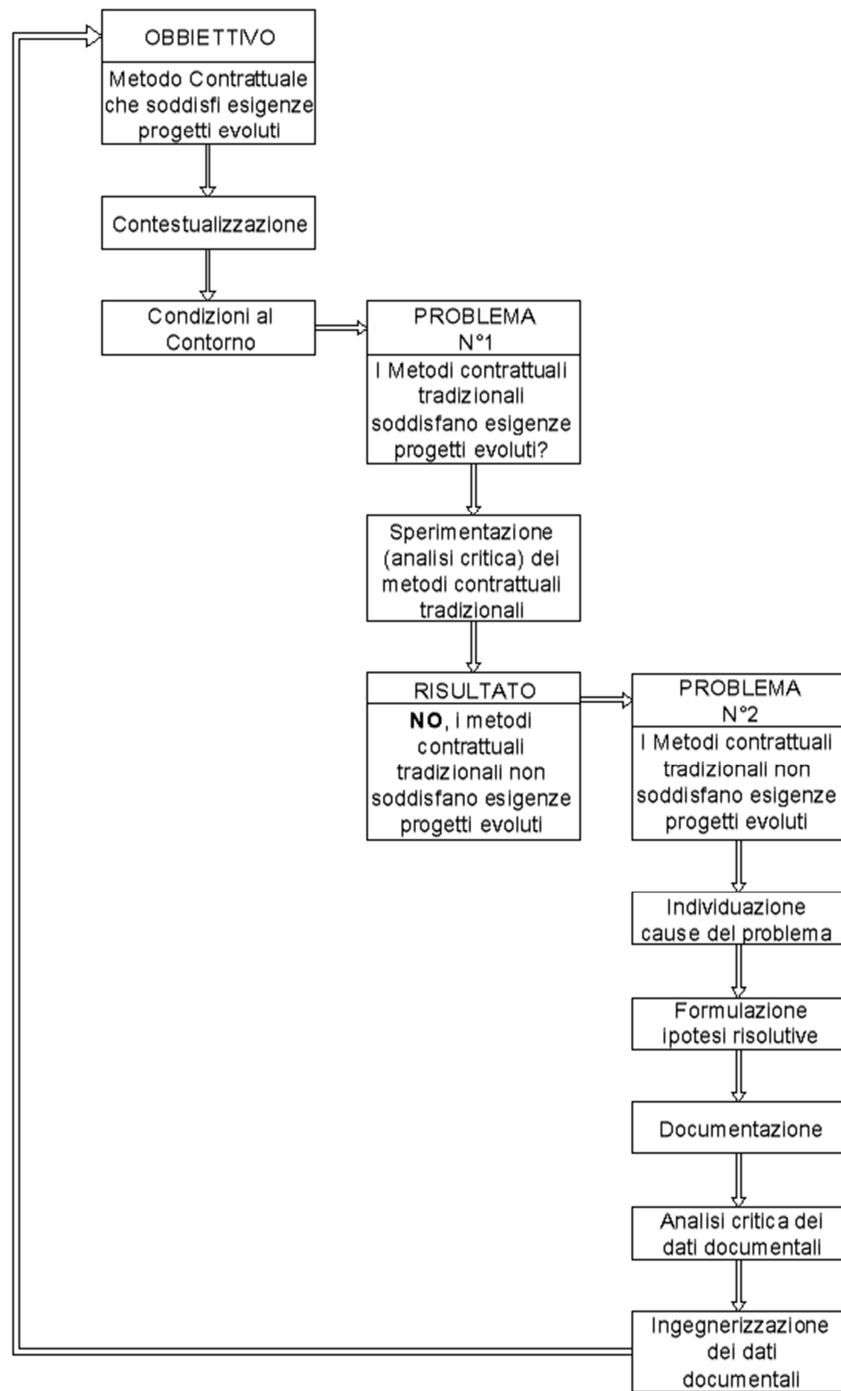 OBBIETTIVO
Metodo Contrattuale
che soddisfi esigenze
progetti evoluti
Contestualizzazione
Condizioni al
Contorno
PROBLEMA
N°1
I Metodi contrattuali
tradizionali
soddisfano esigenze
progetti evoluti?
Sperimentazione
(analisi critica) dei
metodi contrattuali
tradizionali
RISULTATO
NO, i metodi
contrattuali
tradizionali non
soddisfano esigenze
progetti evoluti
PROBLEMA
N°2
I Metodi contrattuali
tradizionali non
soddisfano esigenze
progetti evoluti
Individuazione
cause del problema
Formulazione
ipotesi risolutive
Documentazione
Analisi critica dei
dati documentali
Ingegnerizzazione
dei dati
documentali